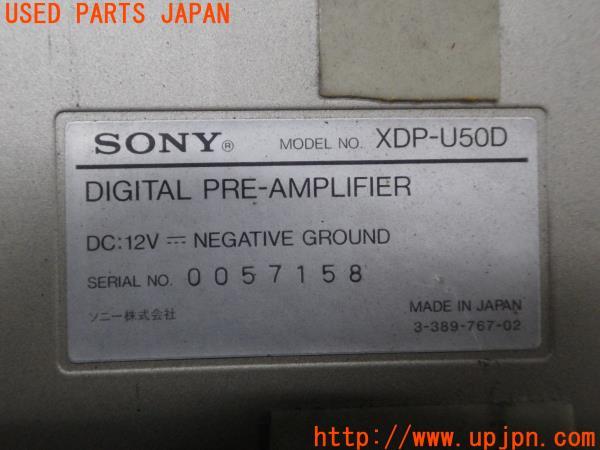 USED PARTS JAPAN
SONY® MODEL NO. XDP-U50D
DIGITAL PRE-AMPLIFIER
DC:12V ⎓ NEGATIVE GROUND
SERIAL NO. 0057158
ソニー株式会社
MADE IN JAPAN
3-389-767-02
http://www.upjpn.com/